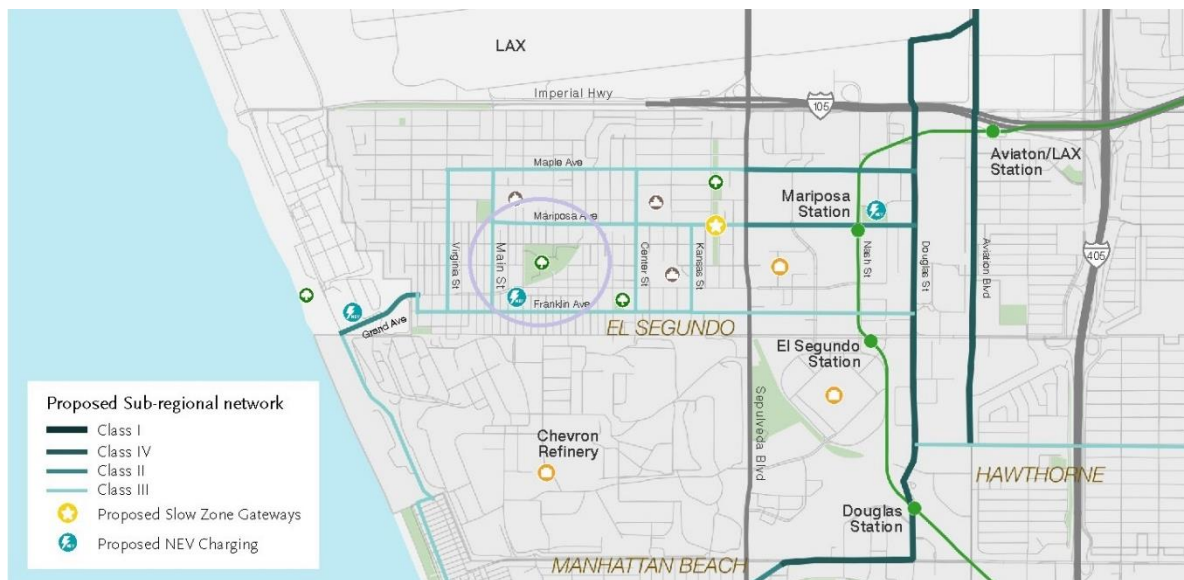 LAX
Imperial Hwy
105
Aviaton/LAX
Station
Maple Ave
Mariposa
Station
Mariposa Ave
Virginia St
Main St
Center St
Kansas St
Nash St
Douglas St
Aviation Blvd
405
Franklin Ave
Grand Ave
EL SEGUNDO
El Segundo
Station
Sepulveda Blvd
Chevron
Refinery
HAWTHORNE
Douglas
Station
MANHATTAN BEACH
Proposed Sub-regional network
Class I
Class IV
Class II
Class III
Proposed Slow Zone Gateways
Proposed NEV Charging